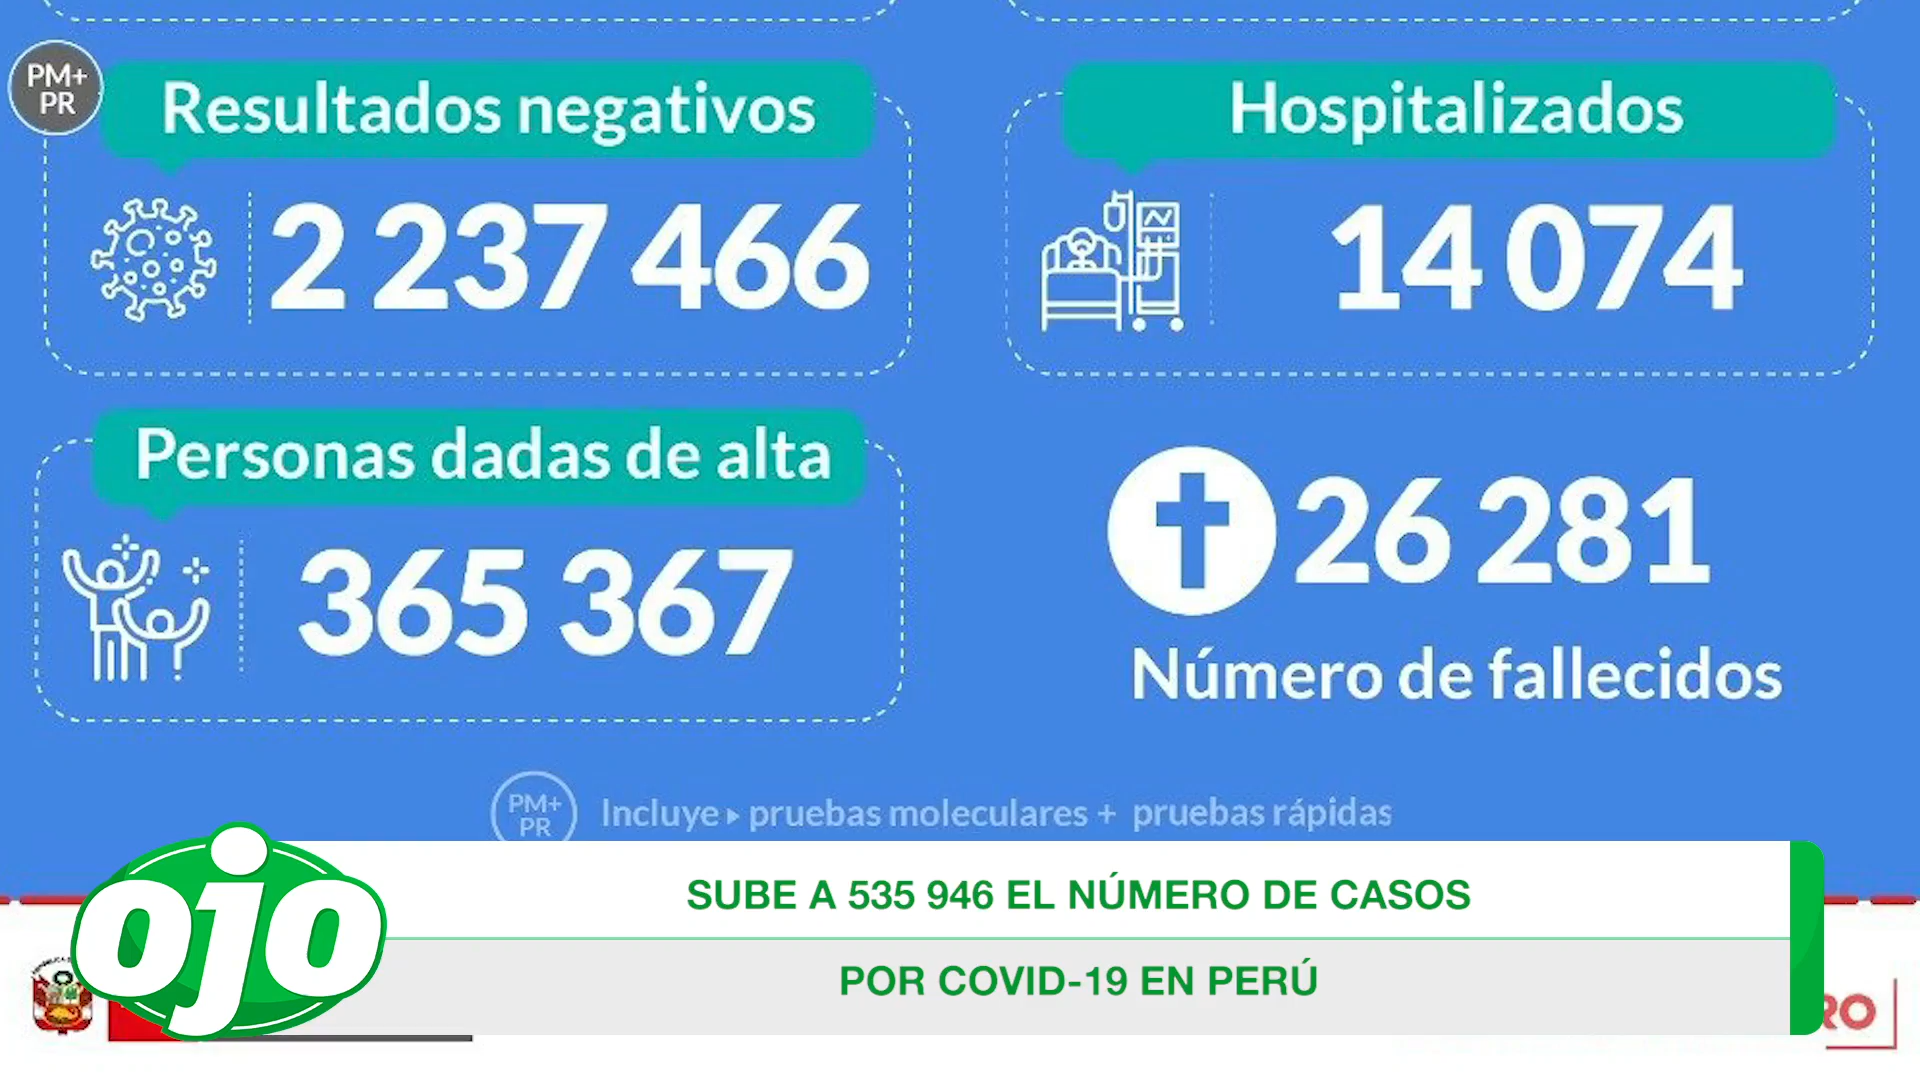 PM+
PR
Resultados negativos
2 237 466
Hospitalizados
14 074
Personas dadas de alta
365 367
26 281
Número de fallecidos
PM+
PR
Incluye ▸ pruebas moleculares + pruebas rápidas
ojo
SUBE A 535 946 EL NÚMERO DE CASOS
POR COVID-19 EN PERÚ
RO